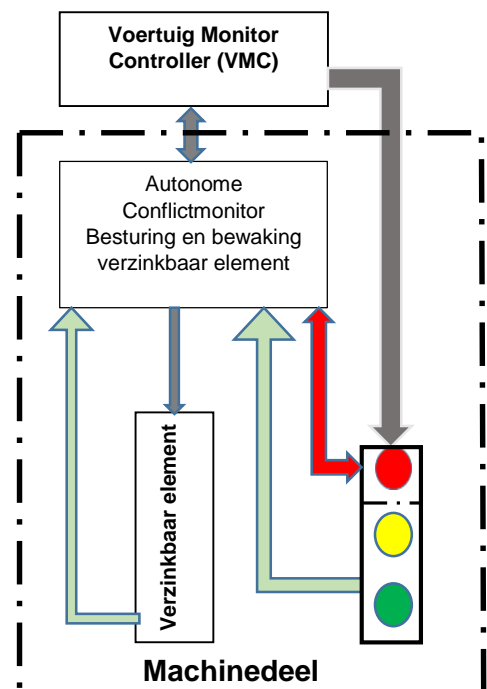 Voertuig Monitor
Controller (VMC)
Autonome
Conflictmonitor
Besturing en bewaking
verzinkbaar element
Verzinkbaar element
Machinedeel